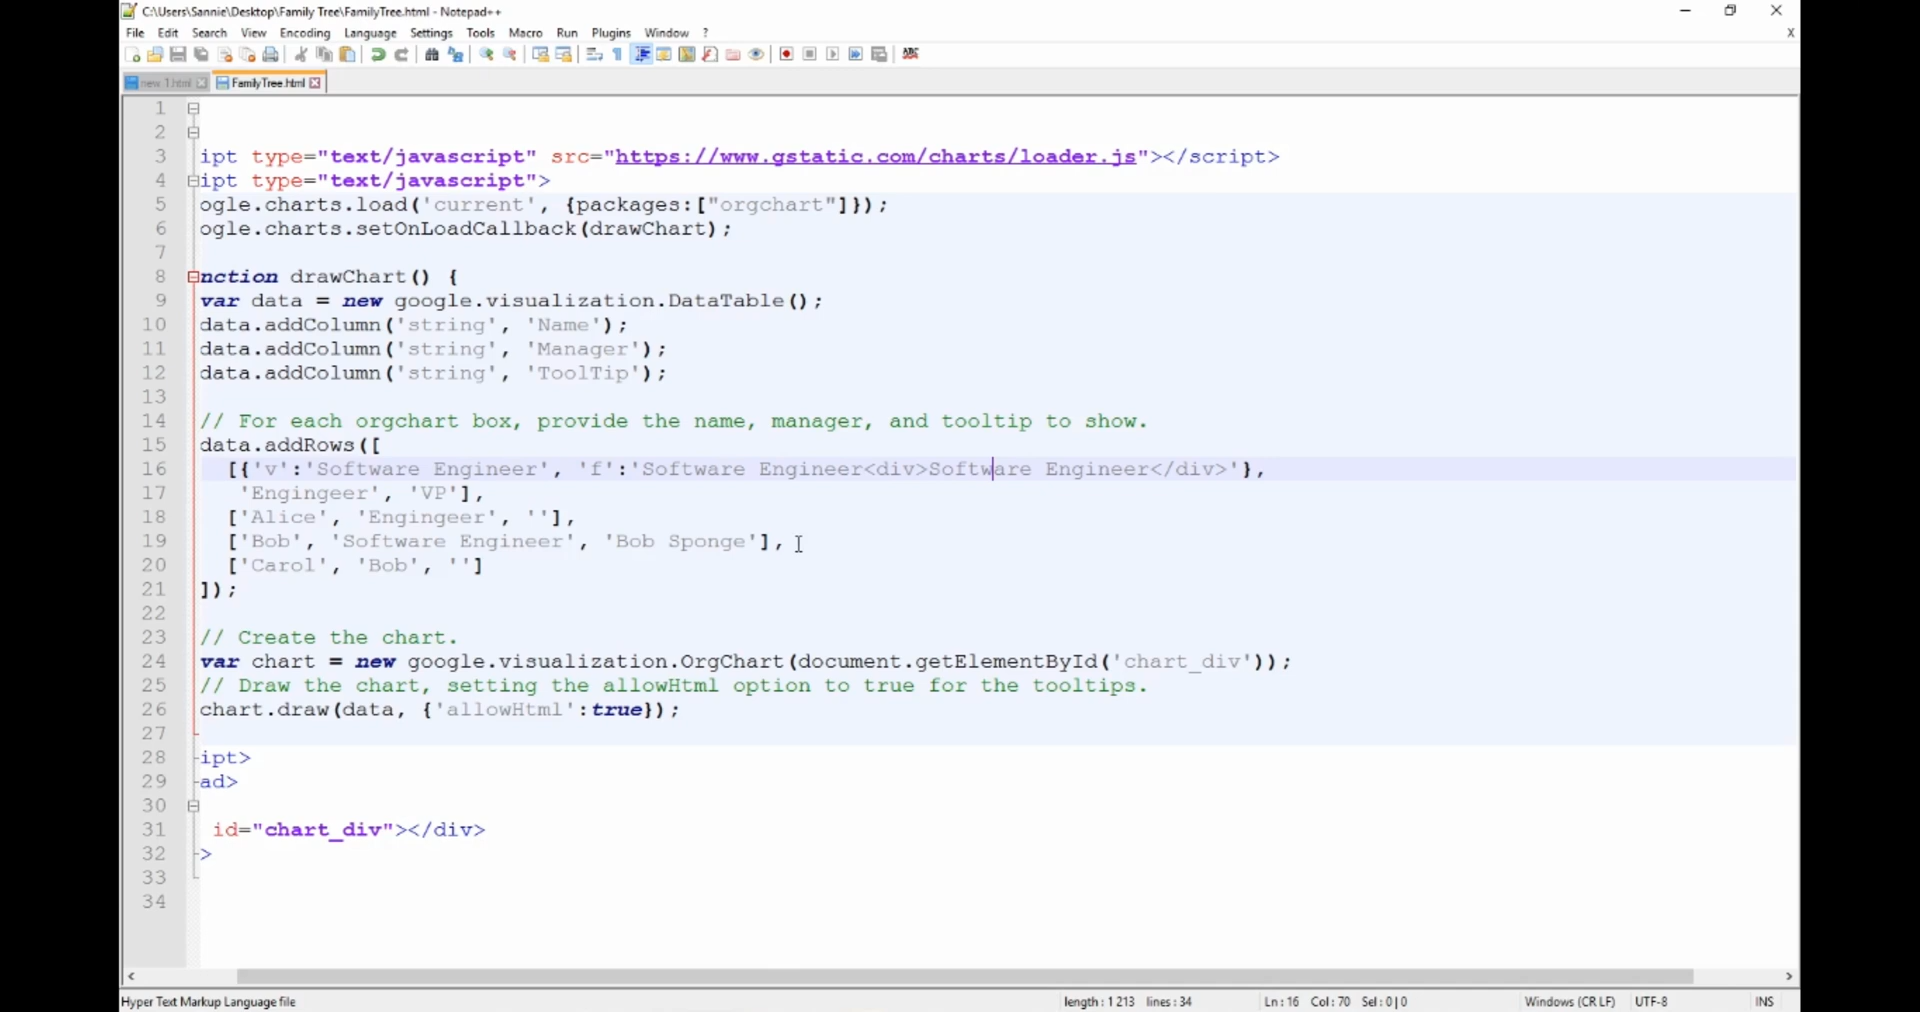 C:\Users\Sannie\Desktop\Family Tree\FamilyTree.html - Notepad++
File Edit Search View Encoding Language Settings Tools Macro Run Plugins Window ? X
new 1.html FamilyTree.html
1
2
3 ipt type="text/javascript" src="https://www.gstatic.com/charts/loader.js"></script>
4 ipt type="text/javascript">
5 ogle.charts.load('current', {packages:["orgchart"]});
6 ogle.charts.setOnLoadCallback(drawChart);
7
8 nction drawChart() {
9 var data = new google.visualization.DataTable();
10 data.addColumn('string', 'Name');
11 data.addColumn('string', 'Manager');
12 data.addColumn('string', 'ToolTip');
13
14 // For each orgchart box, provide the name, manager, and tooltip to show.
15 data.addRows([
16 [{'v':'Software Engineer', 'f':'Software Engineer<div>Software Engineer</div>'},
17 'Engingeer', 'VP'],
18 ['Alice', 'Engingeer', ''],
19 ['Bob', 'Software Engineer', 'Bob Sponge'],
20 ['Carol', 'Bob', '']
21 ]);
22
23 // Create the chart.
24 var chart = new google.visualization.OrgChart(document.getElementById('chart_div'));
25 // Draw the chart, setting the allowHtml option to true for the tooltips.
26 chart.draw(data, {'allowHtml':true});
27
28 ipt>
29 ad>
30
31 id="chart_div"></div>
32 >
33
34
Hyper Text Markup Language file length : 1 213 lines : 34 Ln : 16 Col : 70 Sel : 0 | 0 Windows (CR LF) UTF-8 INS